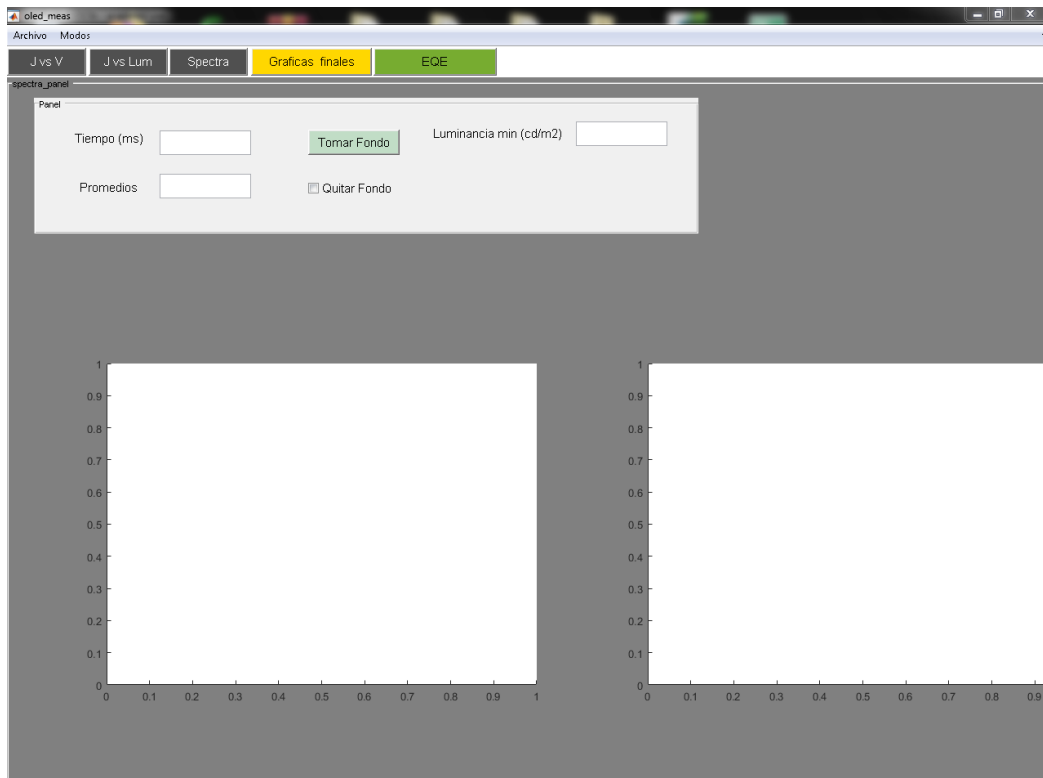 oled_meas
Archivo Modos
J vs V J vs Lum Spectra Graficas finales EQE
spectra_panel
Panel
Tiempo (ms) Tomar Fondo Luminancia min (cd/m2)
Promedios Quitar Fondo
1 1
0.9 0.9
0.8 0.8
0.7 0.7
0.6 0.6
0.5 0.5
0.4 0.4
0.3 0.3
0.2 0.2
0.1 0.1
0 0
0 0.1 0.2 0.3 0.4 0.5 0.6 0.7 0.8 0.9 1 0 0.1 0.2 0.3 0.4 0.5 0.6 0.7 0.8 0.9